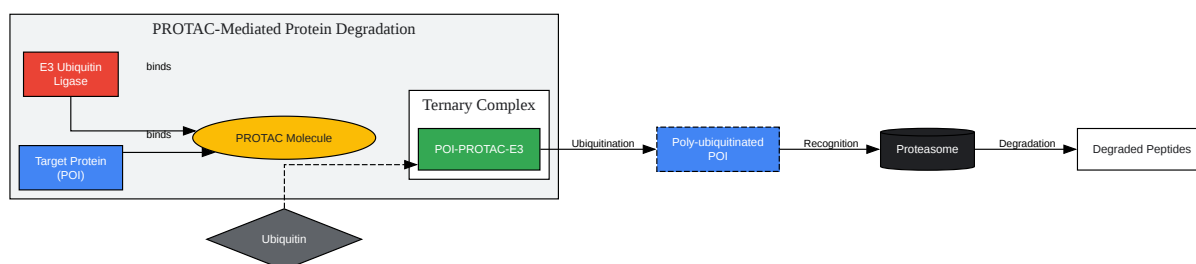 PROTAC-Mediated Protein Degradation
E3 Ubiquitin
Ligase
binds
binds
Target Protein
(POI)
PROTAC Molecule
Ternary Complex
POI-PROTAC-E3
Ubiquitination
Poly-ubiquitinated
POI
Recognition
Proteasome
Degradation
Degraded Peptides
Ubiquitin